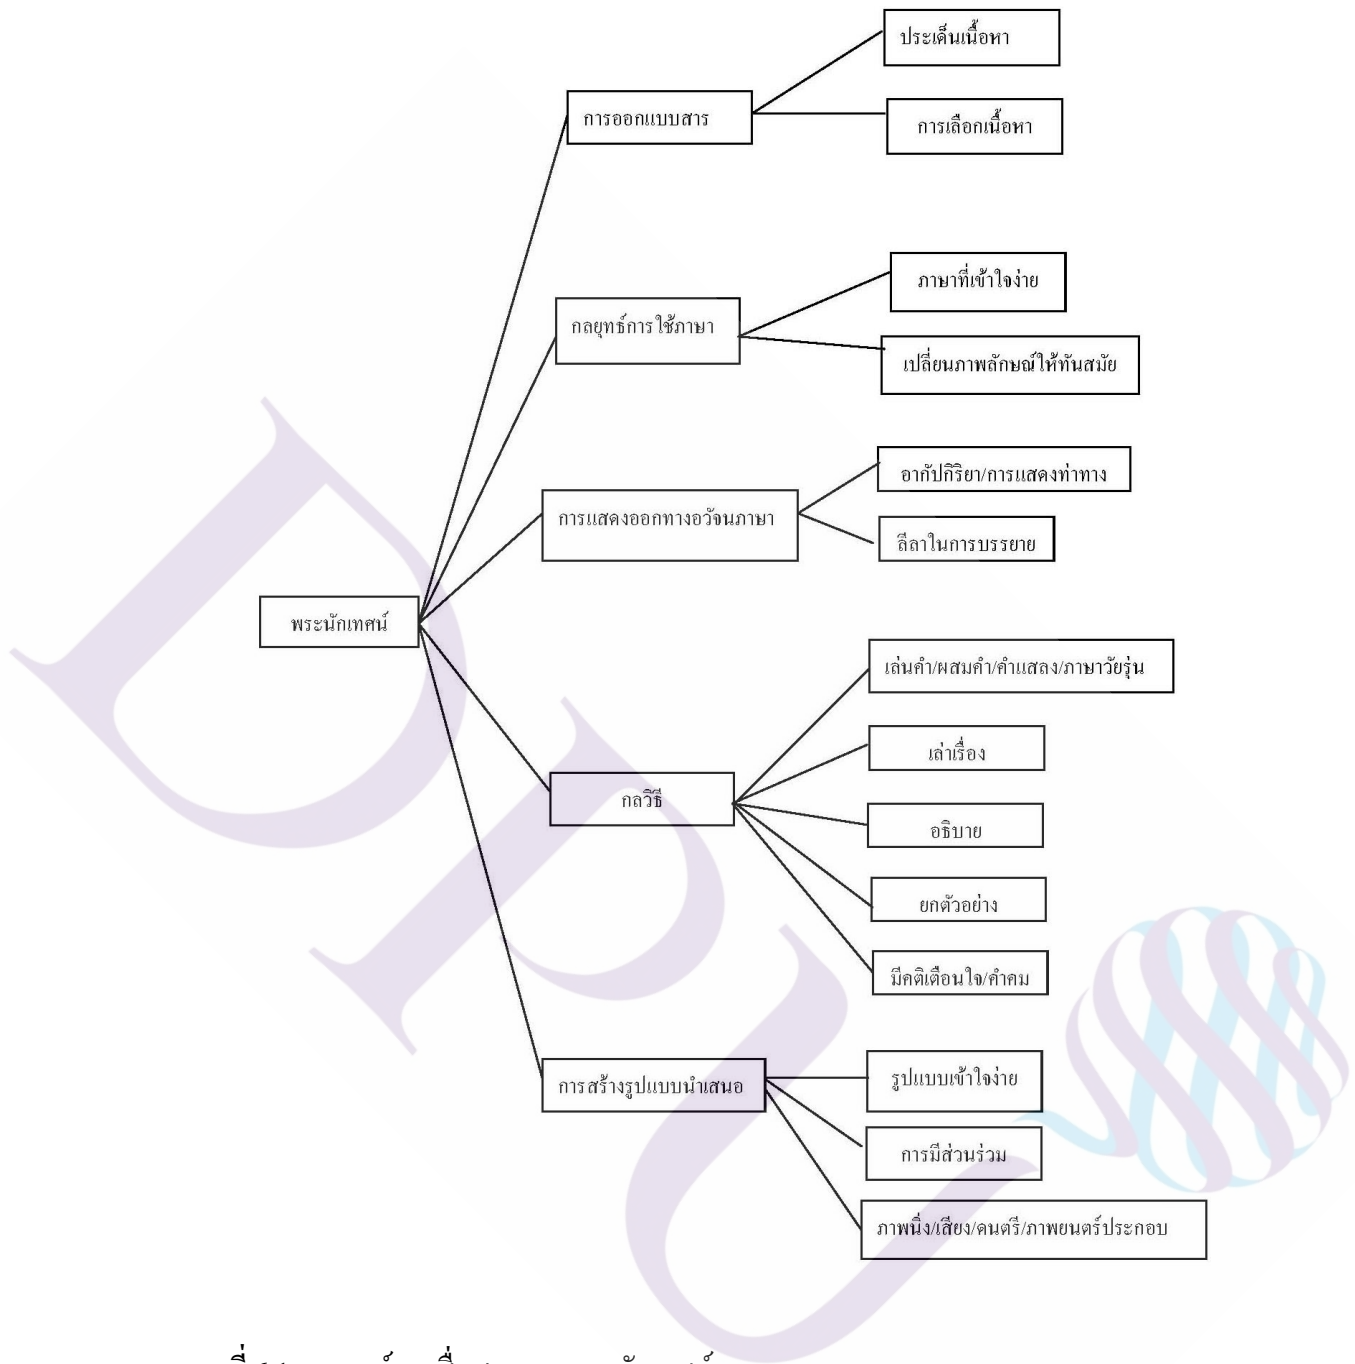 ประเด็นเนื้อหา
การออกแบบสาร
การเลือกเนื้อหา
ภาษาที่เข้าใจง่าย
กลยุทธ์การใช้ภาษา
เปลี่ยนภาพลักษณ์ให้ทันสมัย
อากัปกิริยา/การแสดงท่าทาง
การแสดงออกทางอวัจนภาษา
ลีลาในการบรรยาย
พระนักเทศน์
เล่นคำ/ผสมคำ/คำแสลง/ภาษาวัยรุ่น
เล่าเรื่อง
กลวิธี
อธิบาย
ยกตัวอย่าง
มีคติเตือนใจ/คำคม
รูปแบบเข้าใจง่าย
การสร้างรูปแบบนำเสนอ
การมีส่วนร่วม
ภาพนิ่ง/เสียง/ดนตรี/ภาพยนตร์ประกอบ